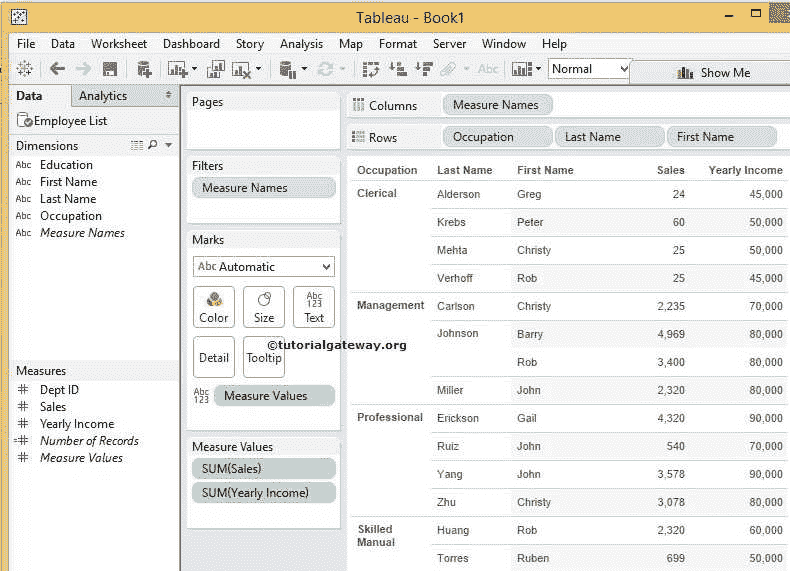 Tableau - Book1
File Data Worksheet Dashboard Story Analysis Map Format Server Window Help
Abc Normal Show Me
Data Analytics
Employee List
Dimensions
Abc Education
Abc First Name
Abc Last Name
Abc Occupation
Abc Measure Names
Measures
# Dept ID
# Sales
# Yearly Income
=# Number of Records
# Measure Values
Pages
Filters
Measure Names
Marks
Abc Automatic
Color Size Abc 123 Text
Detail Tooltip
Abc 123 Measure Values
Measure Values
SUM(Sales)
SUM(Yearly Income)
©tutorialgateway.org
Columns Measure Names
Rows Occupation Last Name First Name
Occupation Last Name First Name Sales Yearly Income
Clerical Alderson Greg 24 45,000
Krebs Peter 60 50,000
Mehta Christy 25 50,000
Verhoff Rob 25 45,000
Management Carlson Christy 2,235 70,000
Johnson Barry 4,969 80,000
Rob 3,400 80,000
Miller John 2,320 80,000
Professional Erickson Gail 4,320 90,000
Ruiz John 540 70,000
Yang John 3,578 90,000
Zhu Christy 3,078 80,000
Skilled Manual Huang Rob 2,320 60,000
Torres Ruben 699 50,000